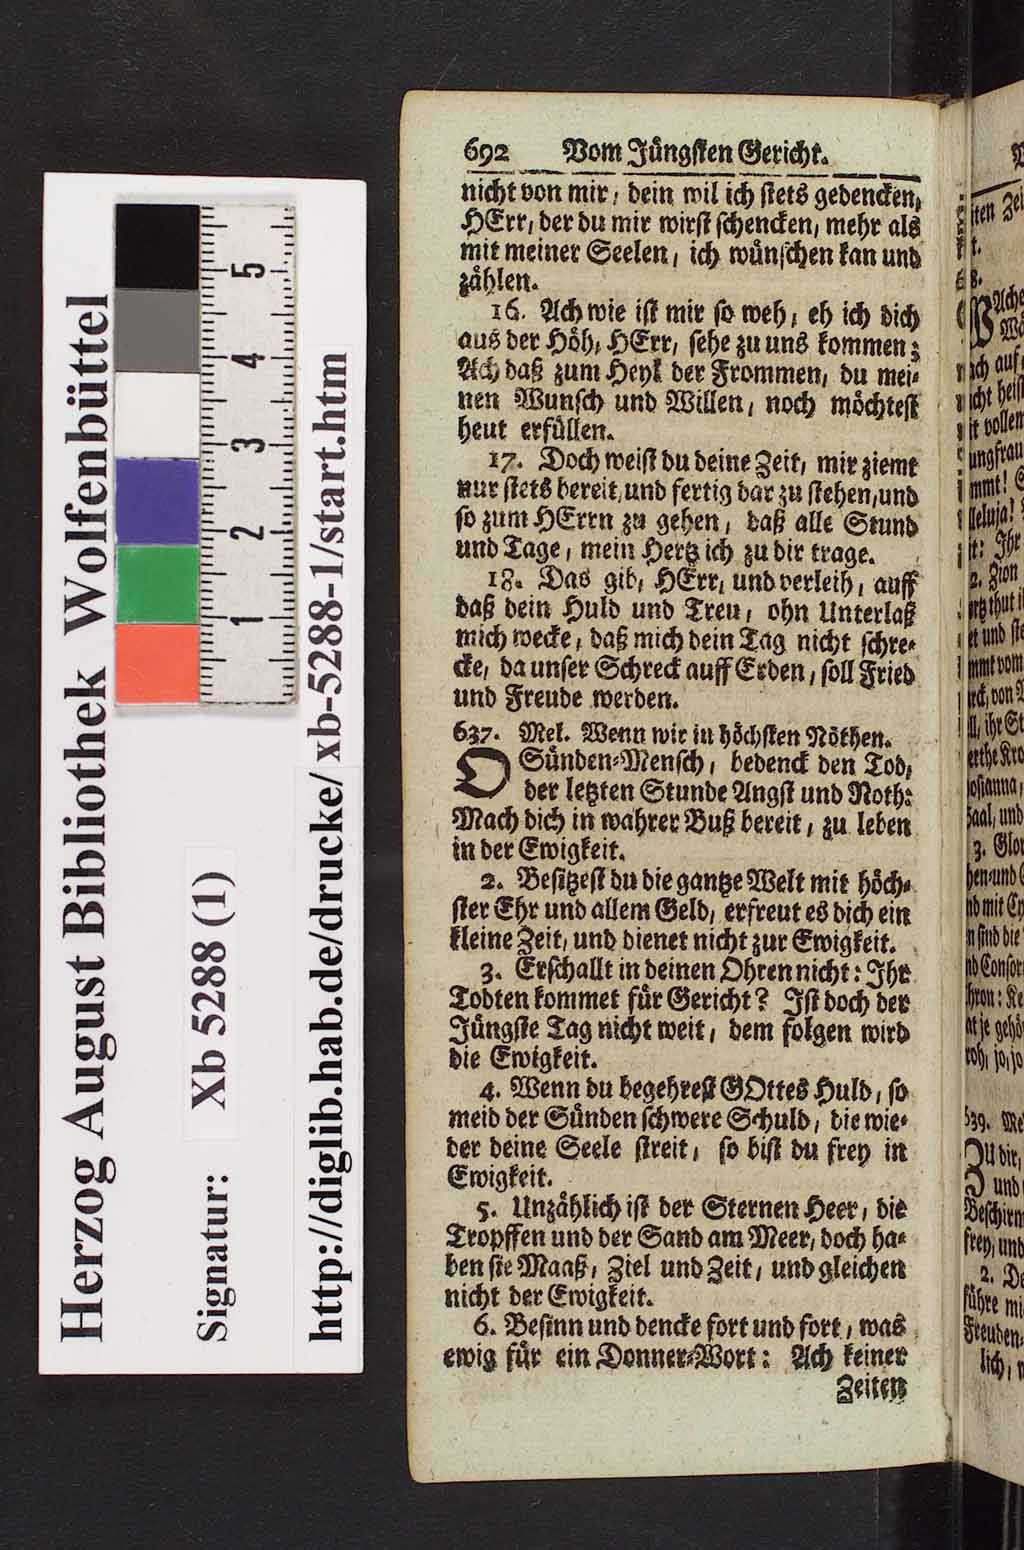 692 Vom Jüngsten Gericht.
nicht von mir, dein wil ich stets gedencken,
HErr, der du mir wirst schencken, mehr als
mit meiner Seelen, ich wünschen kan und
zählen.
16. Ach wie ist mir so weh, eh ich dich
aus der Höh, HErr, sehe zu uns kommen;
Ach daß zum Heyl der Frommen, du mei-
nen Wunsch und Willen, noch möchtest
heut erfüllen.
17. Doch weist du deine Zeit, mir ziemt
nur stets bereit, und fertig dar zu stehen, und
so zum HErrn zu gehen, daß alle Stund
und Tage, mein Hertz ich zu dir trage.
18. Das gib, HErr, und verleih, auff
daß dein Huld und Treu, ohn Unterlaß
mich wecke, daß mich dein Tag nicht schre-
cke, da unser Schreck auff Erden, soll Fried
und Freude werden.
637. Mel. Wenn wir in höchsten Nöthen.
O Sünden-Mensch, bedenck den Tod,
der letzten Stunde Angst und Noth:
Mach dich in wahrer Buß bereit, zu leben
in der Ewigkeit.
2. Besitzest du die gantze Welt mit höch-
ster Ehr und allem Geld, erfreut es dich ein
kleine Zeit, und dienet nicht zur Ewigkeit.
3. Erschallt in deinen Ohren nicht: Ihr
Todten kommet für Gericht? Ist doch der
Jüngste Tag nicht weit, dem folgen wird
die Ewigkeit.
4. Wenn du begehrest GOttes Huld, so
meid der Sünden schwere Schuld, die wie-
der deine Seele streit, so bist du frey in
Ewigkeit.
5. Unzählich ist der Sternen Heer, die
Tropffen und der Sand am Meer, doch ha-
ben sie Maaß, Ziel und Zeit, und gleichen
nicht der Ewigkeit.
6. Besinn und dencke fort und fort, was
ewig für ein Donner-Wort: Ach keiner
Zeiten
Herzog August Bibliothek Wolfenbüttel
Signatur: Xb 5288 (1)
http://diglib.hab.de/drucke/ xb-5288-1/start.htm
5
4
3
2
1